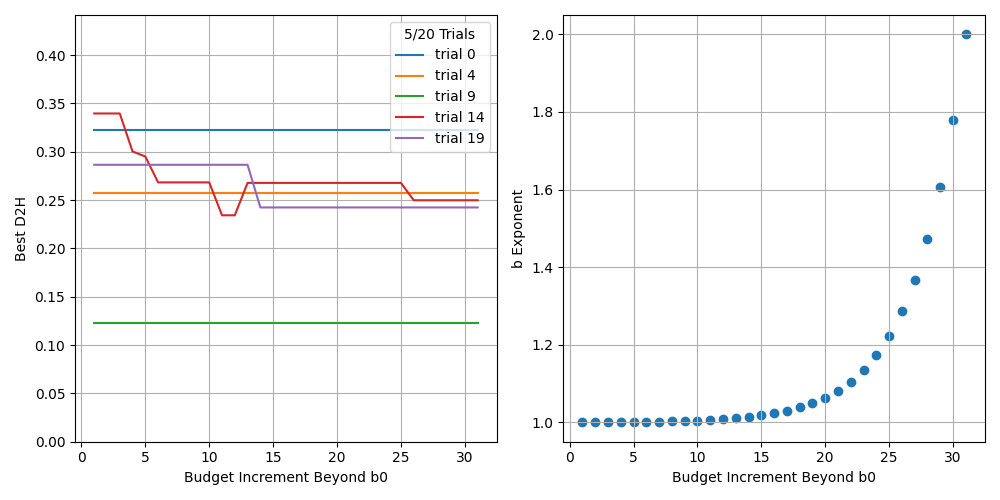 0.40
0.35
0.30
0.25
0.20
0.15
0.10
0.05
0.00
Best D2H
0 5 10 15 20 25 30
Budget Increment Beyond b0
5/20 Trials
trial 0
trial 4
trial 9
trial 14
trial 19
2.0
1.8
1.6
1.4
1.2
1.0
b Exponent
0 5 10 15 20 25 30
Budget Increment Beyond b0